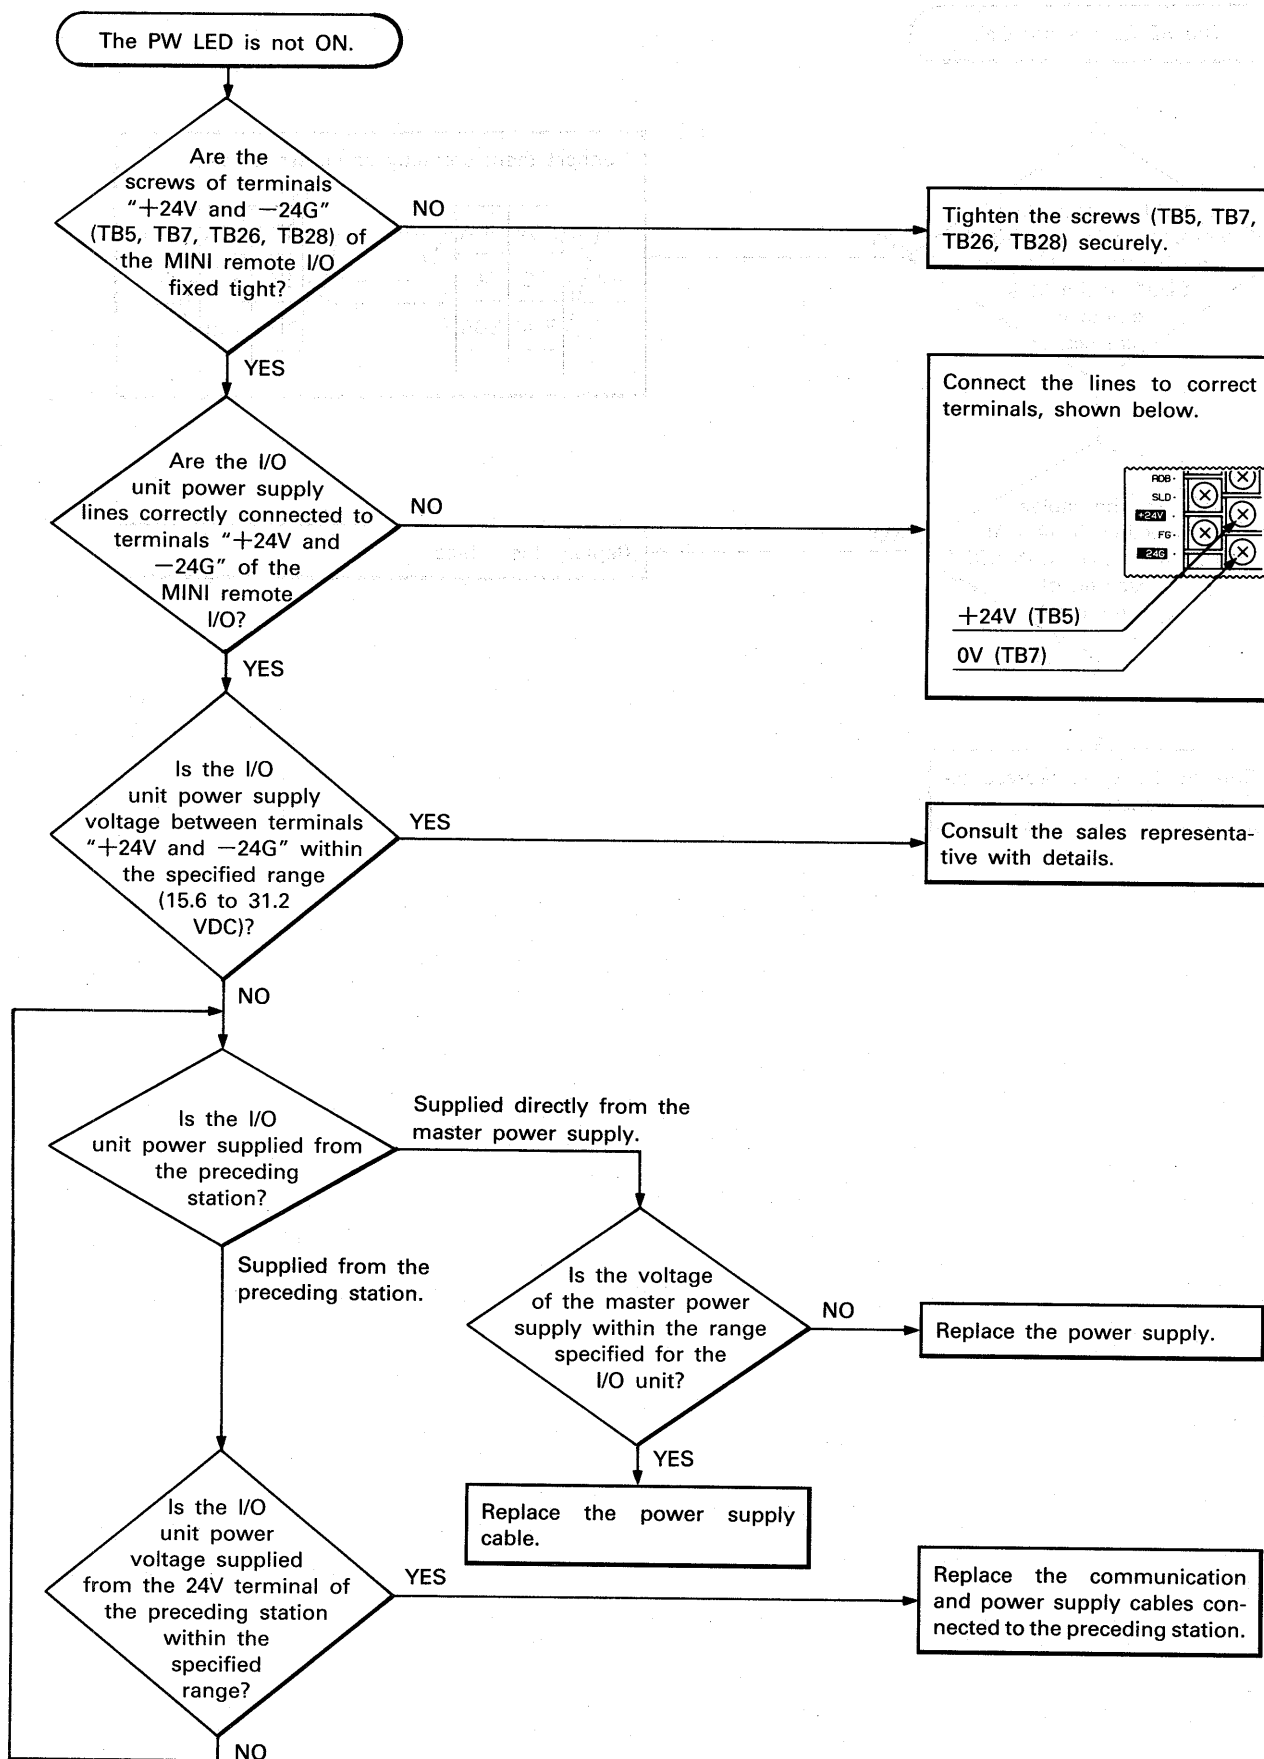 The PW LED is not ON.
Are the
screws of terminals
“+24V and −24G”
(TB5, TB7, TB26, TB28) of
the MINI remote I/O
fixed tight?
NO
Tighten the screws (TB5, TB7,
TB26, TB28) securely.
YES
Are the I/O
unit power supply
lines correctly connected to
terminals “+24V and
−24G” of the
MINI remote
I/O?
NO
Connect the lines to correct
terminals, shown below.
RDB
SLD
+24V
FG
24G
+24V (TB5)
0V (TB7)
YES
Is the I/O
unit power supply
voltage between terminals
“+24V and −24G” within
the specified range
(15.6 to 31.2
VDC)?
YES
Consult the sales representa-
tive with details.
NO
Is the I/O
unit power supplied from
the preceding
station?
Supplied directly from the
master power supply.
Supplied from the
preceding station.
Is the voltage
of the master power
supply within the range
specified for the
I/O unit?
NO
Replace the power supply.
YES
Replace the power supply
cable.
Is the I/O
unit power
voltage supplied
from the 24V terminal of
the preceding station
within the
specified
range?
YES
Replace the communication
and power supply cables con-
nected to the preceding station.
NO